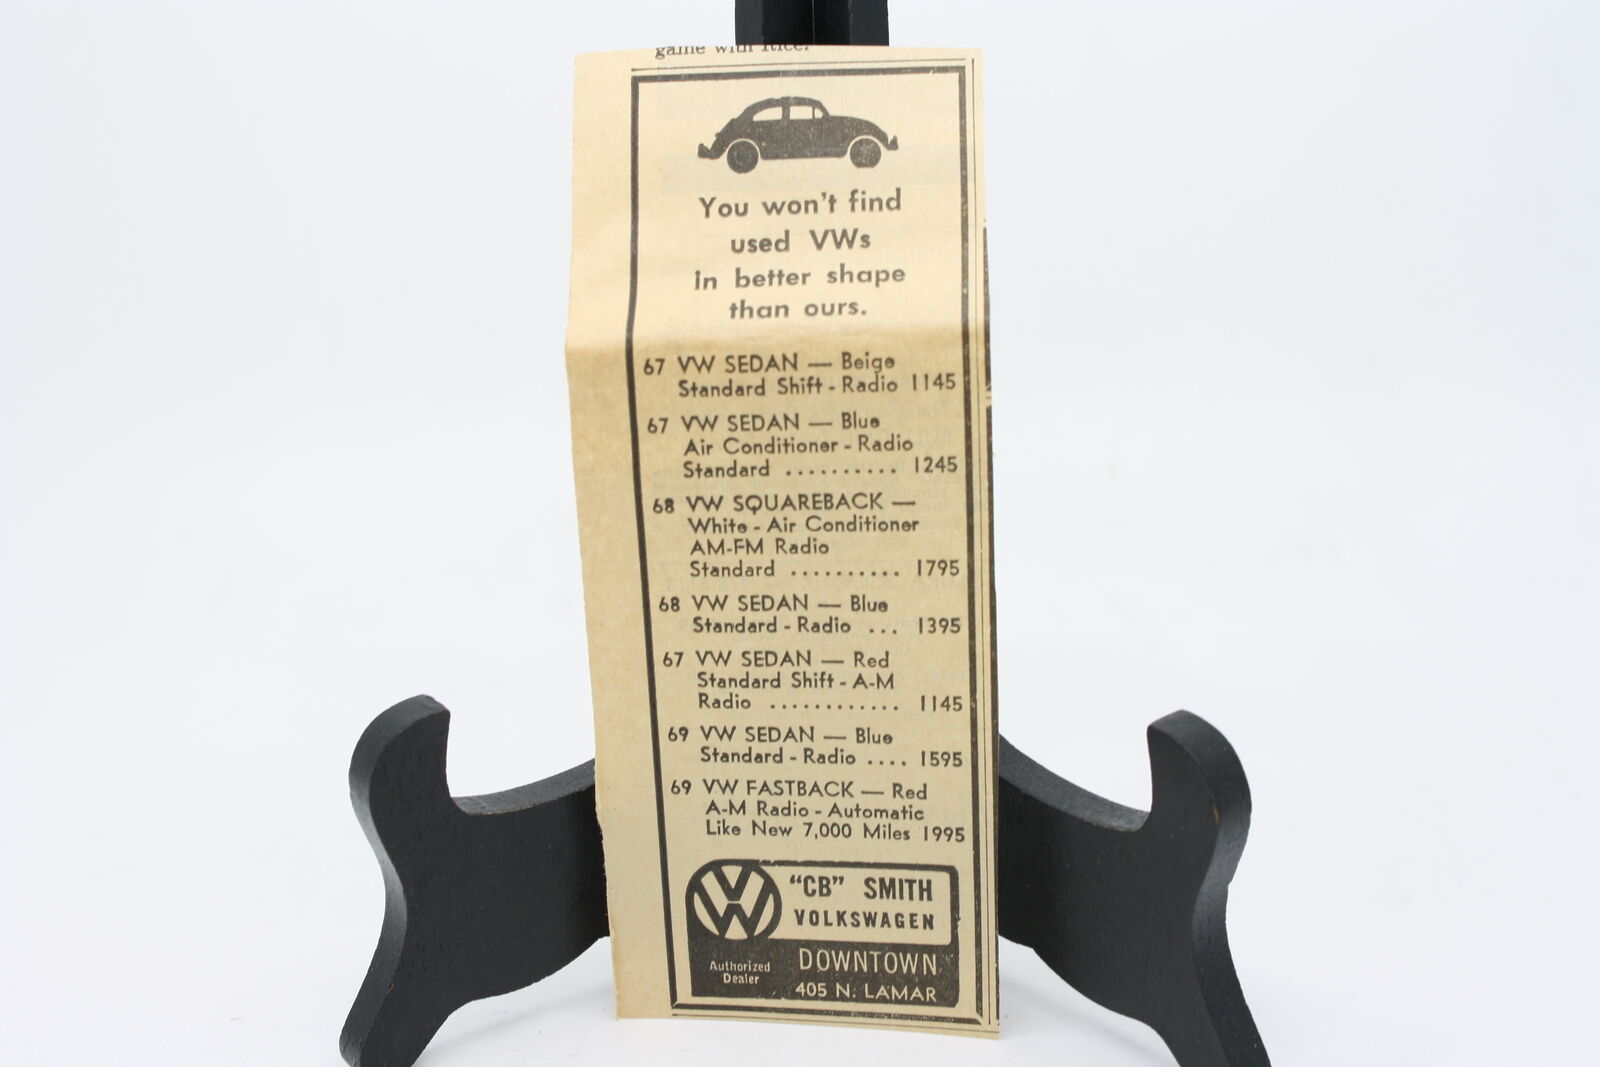 game with Rice.
You won't find
used VWs
in better shape
than ours.
67 VW SEDAN — Beige
Standard Shift - Radio 1145
67 VW SEDAN — Blue
Air Conditioner - Radio
Standard .......... 1245
68 VW SQUAREBACK —
White - Air Conditioner
AM-FM Radio
Standard .......... 1795
68 VW SEDAN — Blue
Standard - Radio ... 1395
67 VW SEDAN — Red
Standard Shift - A-M
Radio ............ 1145
69 VW SEDAN — Blue
Standard - Radio .... 1595
69 VW FASTBACK — Red
A-M Radio - Automatic
Like New 7,000 Miles 1995
VW
"CB" SMITH
VOLKSWAGEN
Authorized
Dealer
DOWNTOWN
405 N. LAMAR